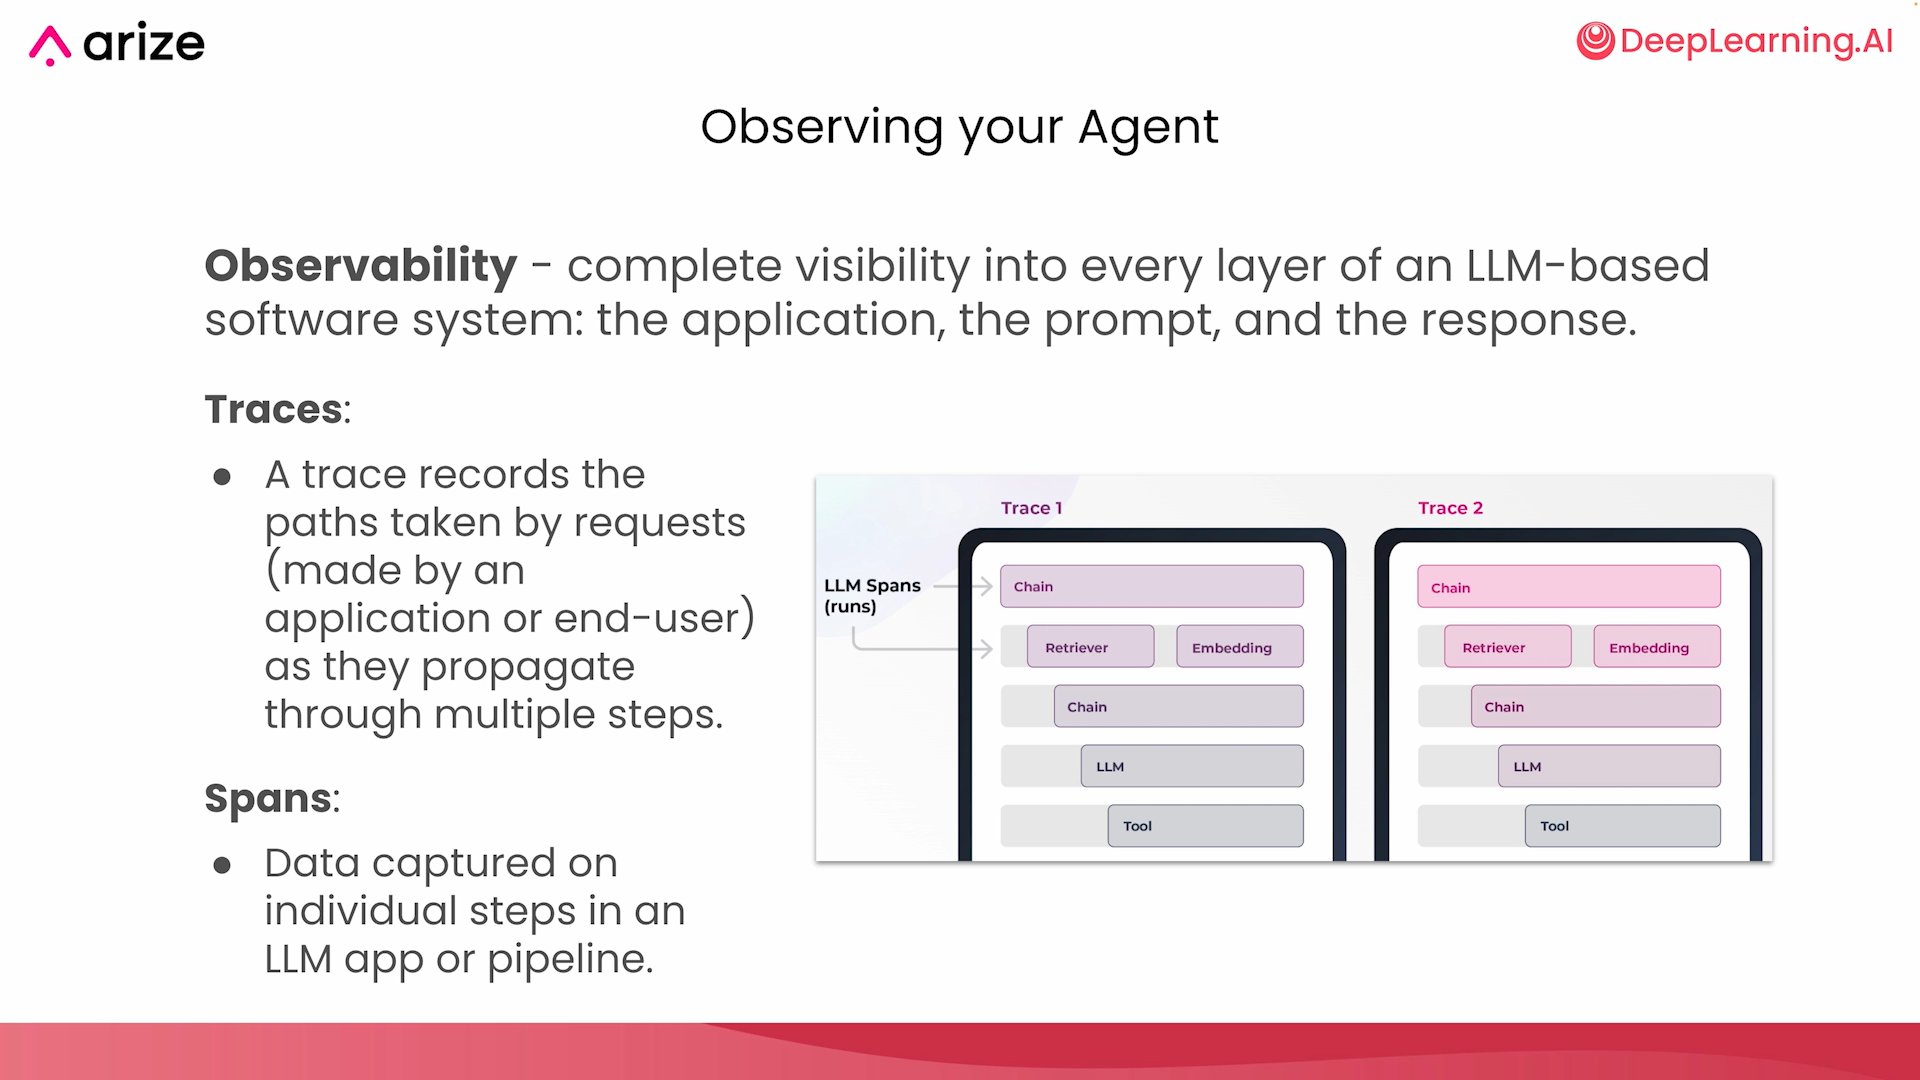 arize
DeepLearning.AI
Observing your Agent
Observability - complete visibility into every layer of an LLM-based
software system: the application, the prompt, and the response.
Traces:
● A trace records the
paths taken by requests
(made by an
application or end-user)
as they propagate
through multiple steps.
Spans:
● Data captured on
individual steps in an
LLM app or pipeline.
LLM Spans
(runs)
Trace 1
Chain
Retriever Embedding
Chain
LLM
Tool
Trace 2
Chain
Retriever Embedding
Chain
LLM
Tool